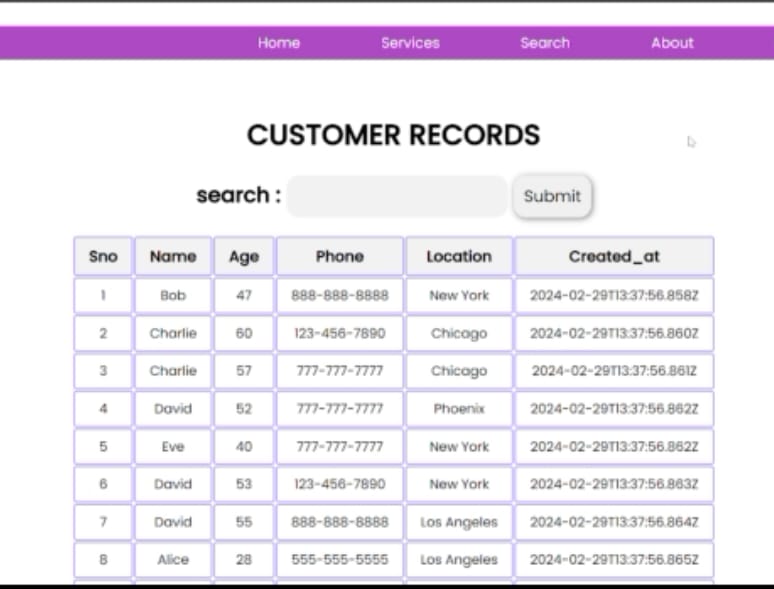 Home Services Search About
CUSTOMER RECORDS
search : Submit
Sno Name Age Phone Location Created_at
1 Bob 47 888-888-8888 New York 2024-02-29T13:37:56.858Z
2 Charlie 60 123-456-7890 Chicago 2024-02-29T13:37:56.860Z
3 Charlie 57 777-777-7777 Chicago 2024-02-29T13:37:56.861Z
4 David 52 777-777-7777 Phoenix 2024-02-29T13:37:56.862Z
5 Eve 40 777-777-7777 New York 2024-02-29T13:37:56.862Z
6 David 53 123-456-7890 New York 2024-02-29T13:37:56.863Z
7 David 55 888-888-8888 Los Angeles 2024-02-29T13:37:56.864Z
8 Alice 28 555-555-5555 Los Angeles 2024-02-29T13:37:56.865Z